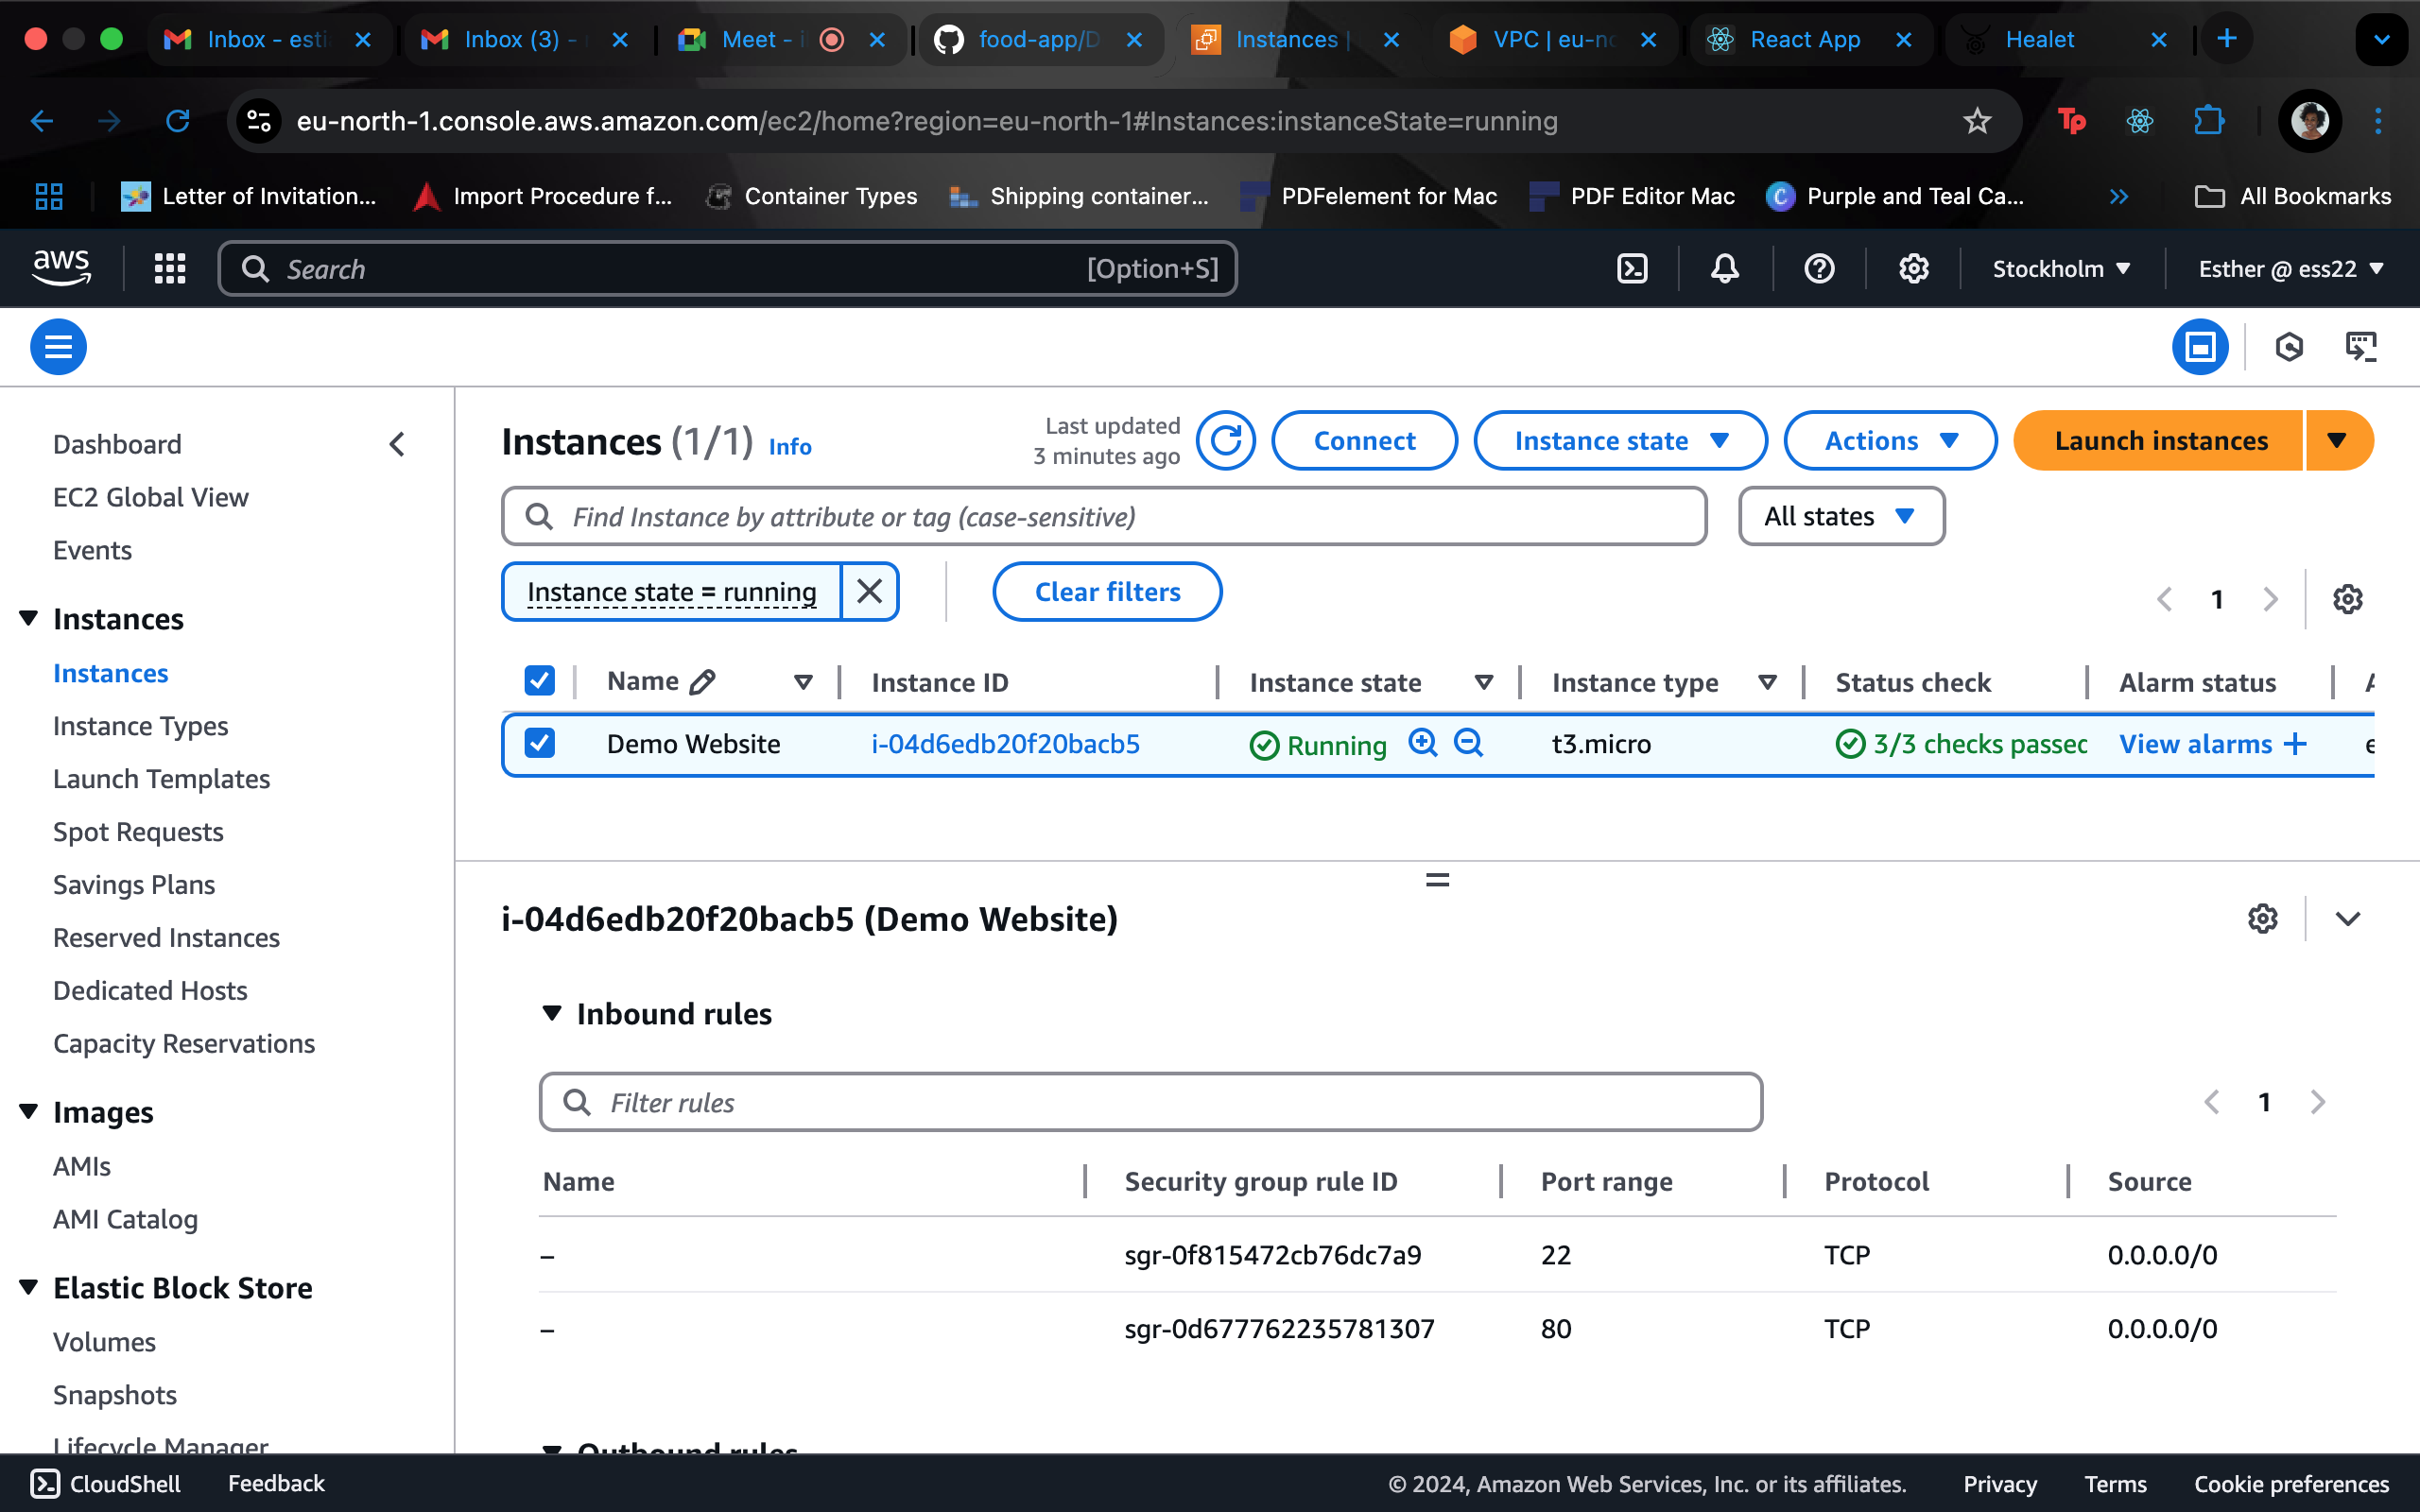 Inbox - esti
Inbox (3) -
Meet - i
food-app/D
Instances |
VPC | eu-no
React App
Healet
eu-north-1.console.aws.amazon.com/ec2/home?region=eu-north-1#Instances:instanceState=running
Tp
Letter of Invitation...
Import Procedure f...
Container Types
Shipping container...
PDFelement for Mac
PDF Editor Mac
Purple and Teal Ca...
All Bookmarks
aws
Search
[Option+S]
Stockholm
Esther @ ess22
Dashboard
EC2 Global View
Events
Instances
Instances
Instance Types
Launch Templates
Spot Requests
Savings Plans
Reserved Instances
Dedicated Hosts
Capacity Reservations
Images
AMIs
AMI Catalog
Elastic Block Store
Volumes
Snapshots
Lifecycle Manager
Instances (1/1) Info
Last updated
3 minutes ago
Connect
Instance state
Actions
Launch instances
Find Instance by attribute or tag (case-sensitive)
All states
Instance state = running
Clear filters
1
Name Instance ID Instance state Instance type Status check Alarm status
Demo Website i-04d6edb20f20bacb5 Running t3.micro 3/3 checks passed View alarms +
i-04d6edb20f20bacb5 (Demo Website)
Inbound rules
Filter rules
1
Name Security group rule ID Port range Protocol Source
– sgr-0f815472cb76dc7a9 22 TCP 0.0.0.0/0
– sgr-0d677762235781307 80 TCP 0.0.0.0/0
Outbound rules
CloudShell
Feedback
© 2024, Amazon Web Services, Inc. or its affiliates.
Privacy
Terms
Cookie preferences